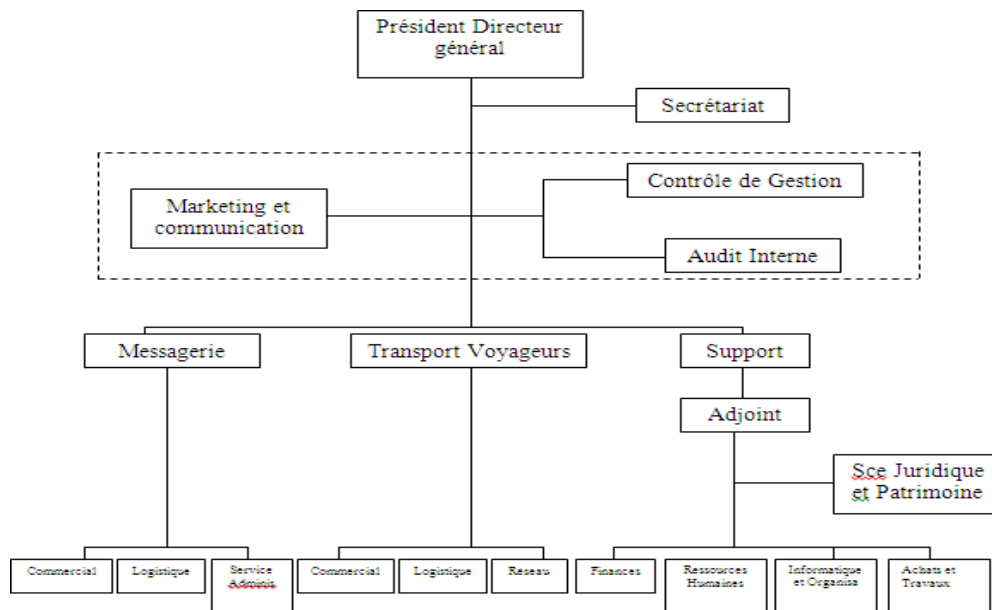 Président Directeur
général
Secrétariat
Contrôle de Gestion
Marketing et
communication
Audit Interne
Messagerie
Transport Voyageurs
Support
Adjoint
Sce Juridique
et Patrimoine
Commercial
Logistique
Service
Adminis.
Commercial
Logistique
Réseau
Finances
Ressources
Humaines
Informatique
et Organisa
Achats et
Travaux